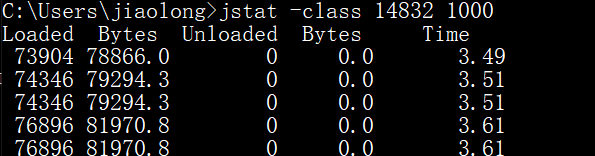 C:\Users\jiaolong>jstat -class 14832 1000
Loaded  Bytes  Unloaded  Bytes     Time
 73904 78866.0        0     0.0       3.49
 74346 79294.3        0     0.0       3.51
 74346 79294.3        0     0.0       3.51
 76896 81970.8        0     0.0       3.61
 76896 81970.8        0     0.0       3.61